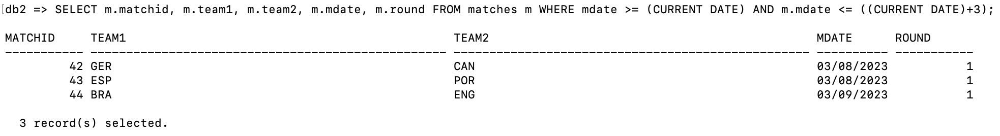 [db2 => SELECT m.matchid, m.team1, m.team2, m.mdate, m.round FROM matches m WHERE mdate >= (CURRENT DATE) AND m.mdate <= ((CURRENT DATE)+3);
MATCHID TEAM1 TEAM2 MDATE ROUND
----------- -------------------------------------------------- -------------------------------------------------- ---------- -----------
42 GER CAN 03/08/2023 1
43 ESP POR 03/08/2023 1
44 BRA ENG 03/09/2023 1
3 record(s) selected.